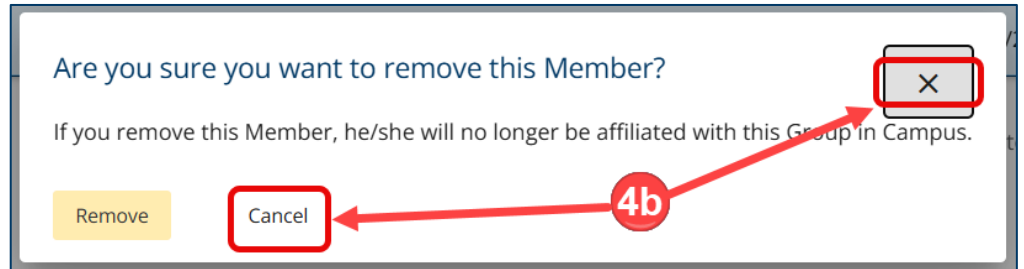 Are you sure you want to remove this Member?
If you remove this Member, he/she will no longer be affiliated with this Group in Campus.
Remove
Cancel
4b